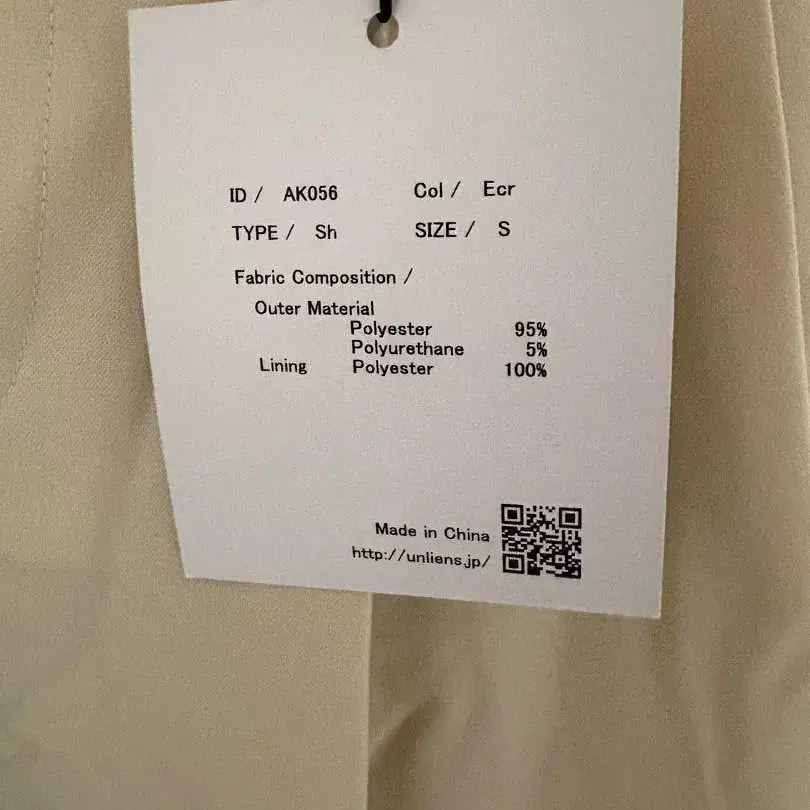 ID / AK056 Col / Ecr
TYPE / Sh SIZE / S
Fabric Composition /
Outer Material
Polyester 95%
Polyurethane 5%
Lining Polyester 100%
Made in China
http://unliens.jp/